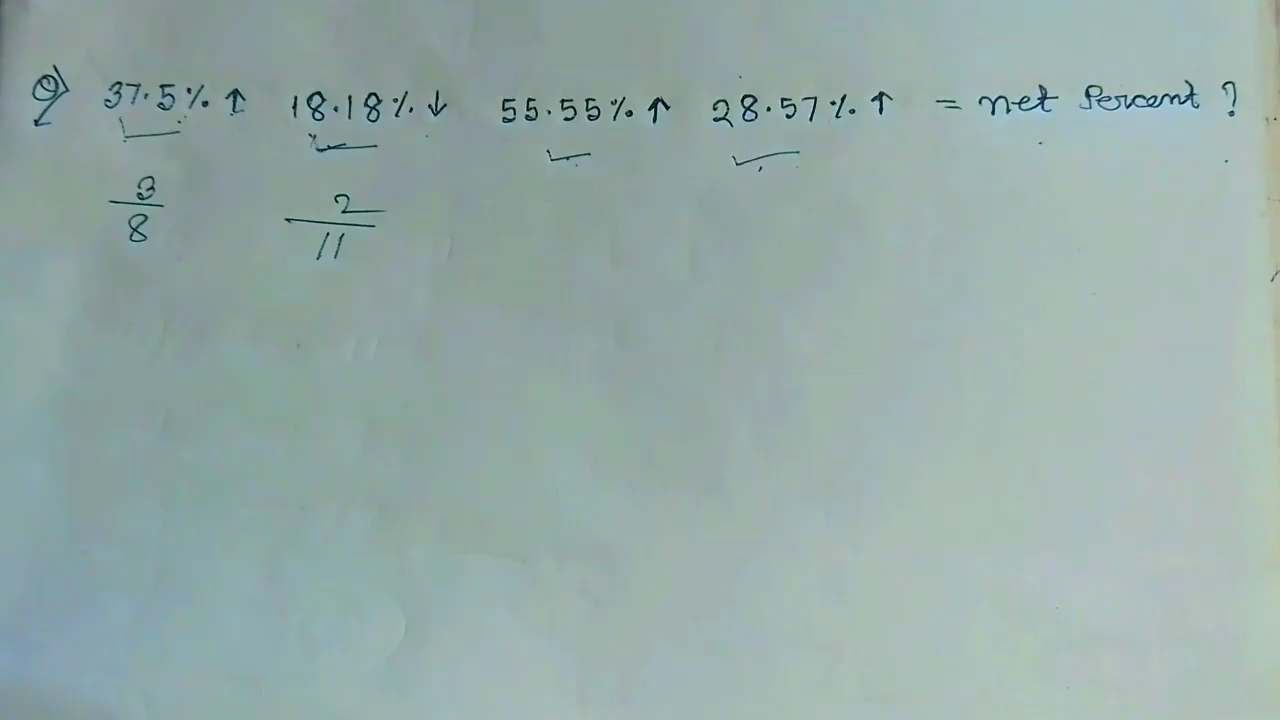 Q) 37.5% ↑ 18.18% ↓ 55.55% ↑ 28.57% ↑ = net Percent ?
3/8 2/11